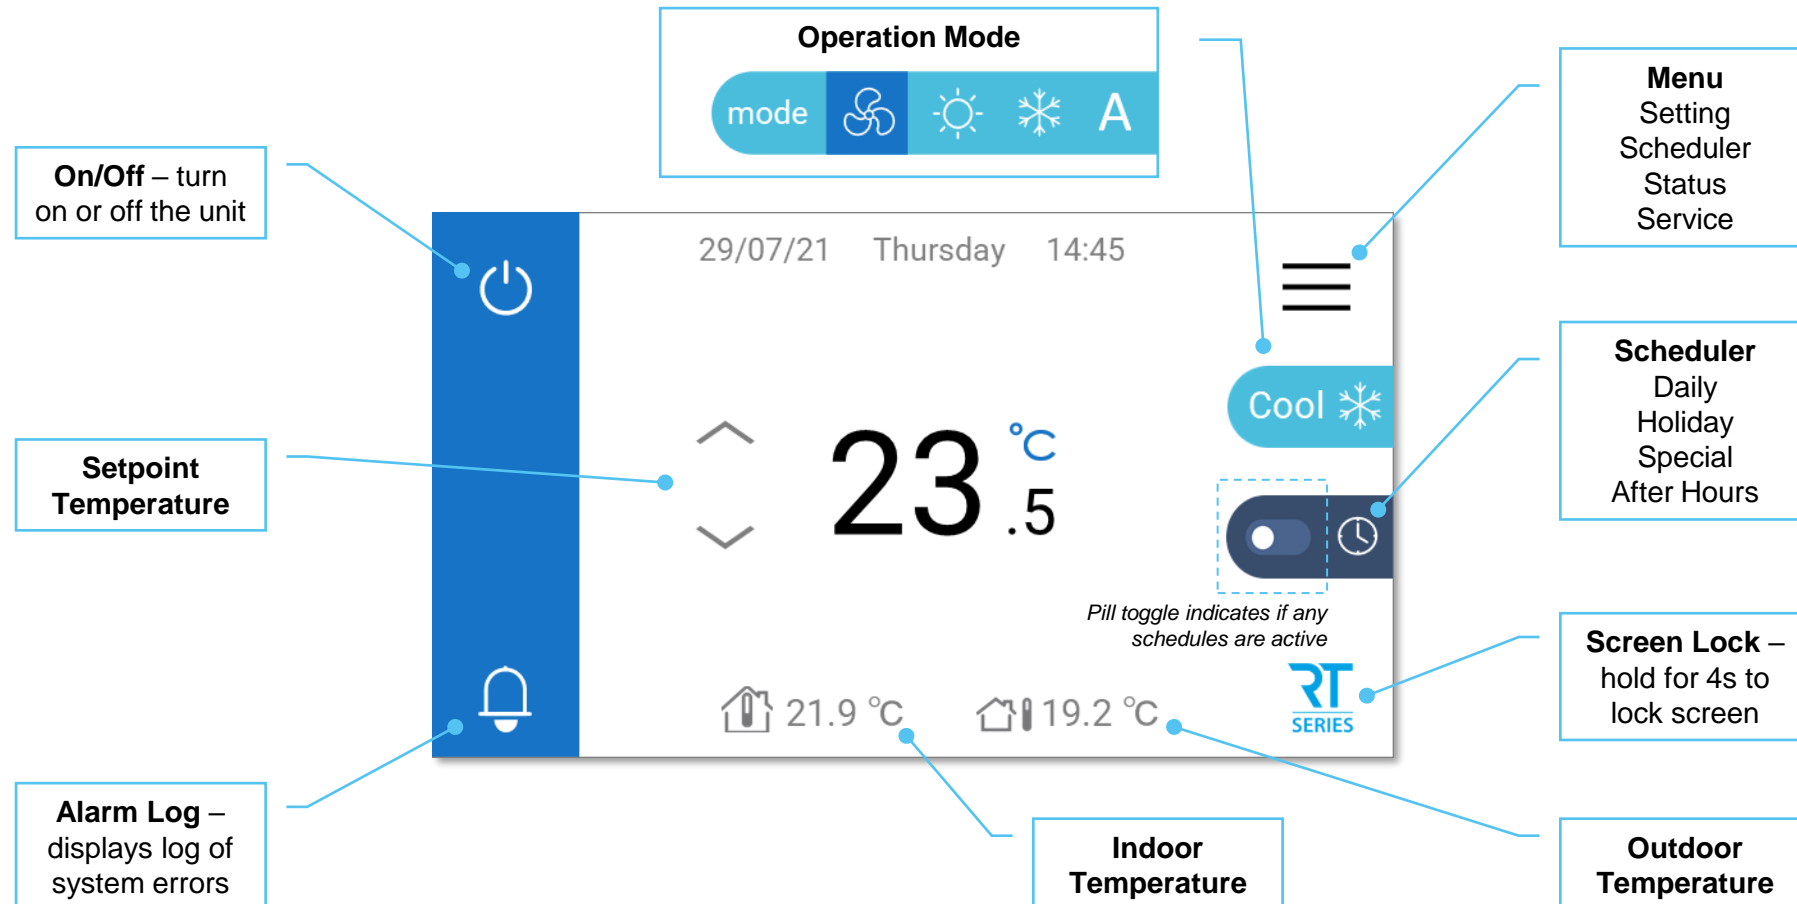 Operation Mode
mode A
Menu
Setting
Scheduler
Status
Service
On/Off – turn
on or off the unit
29/07/21 Thursday 14:45
Scheduler
Daily
Holiday
Special
After Hours
Cool
Setpoint
Temperature
23 .5 °C
Pill toggle indicates if any
schedules are active
Screen Lock –
hold for 4s to
lock screen
RT
SERIES
21.9 °C 19.2 °C
Alarm Log –
displays log of
system errors
Indoor
Temperature
Outdoor
Temperature